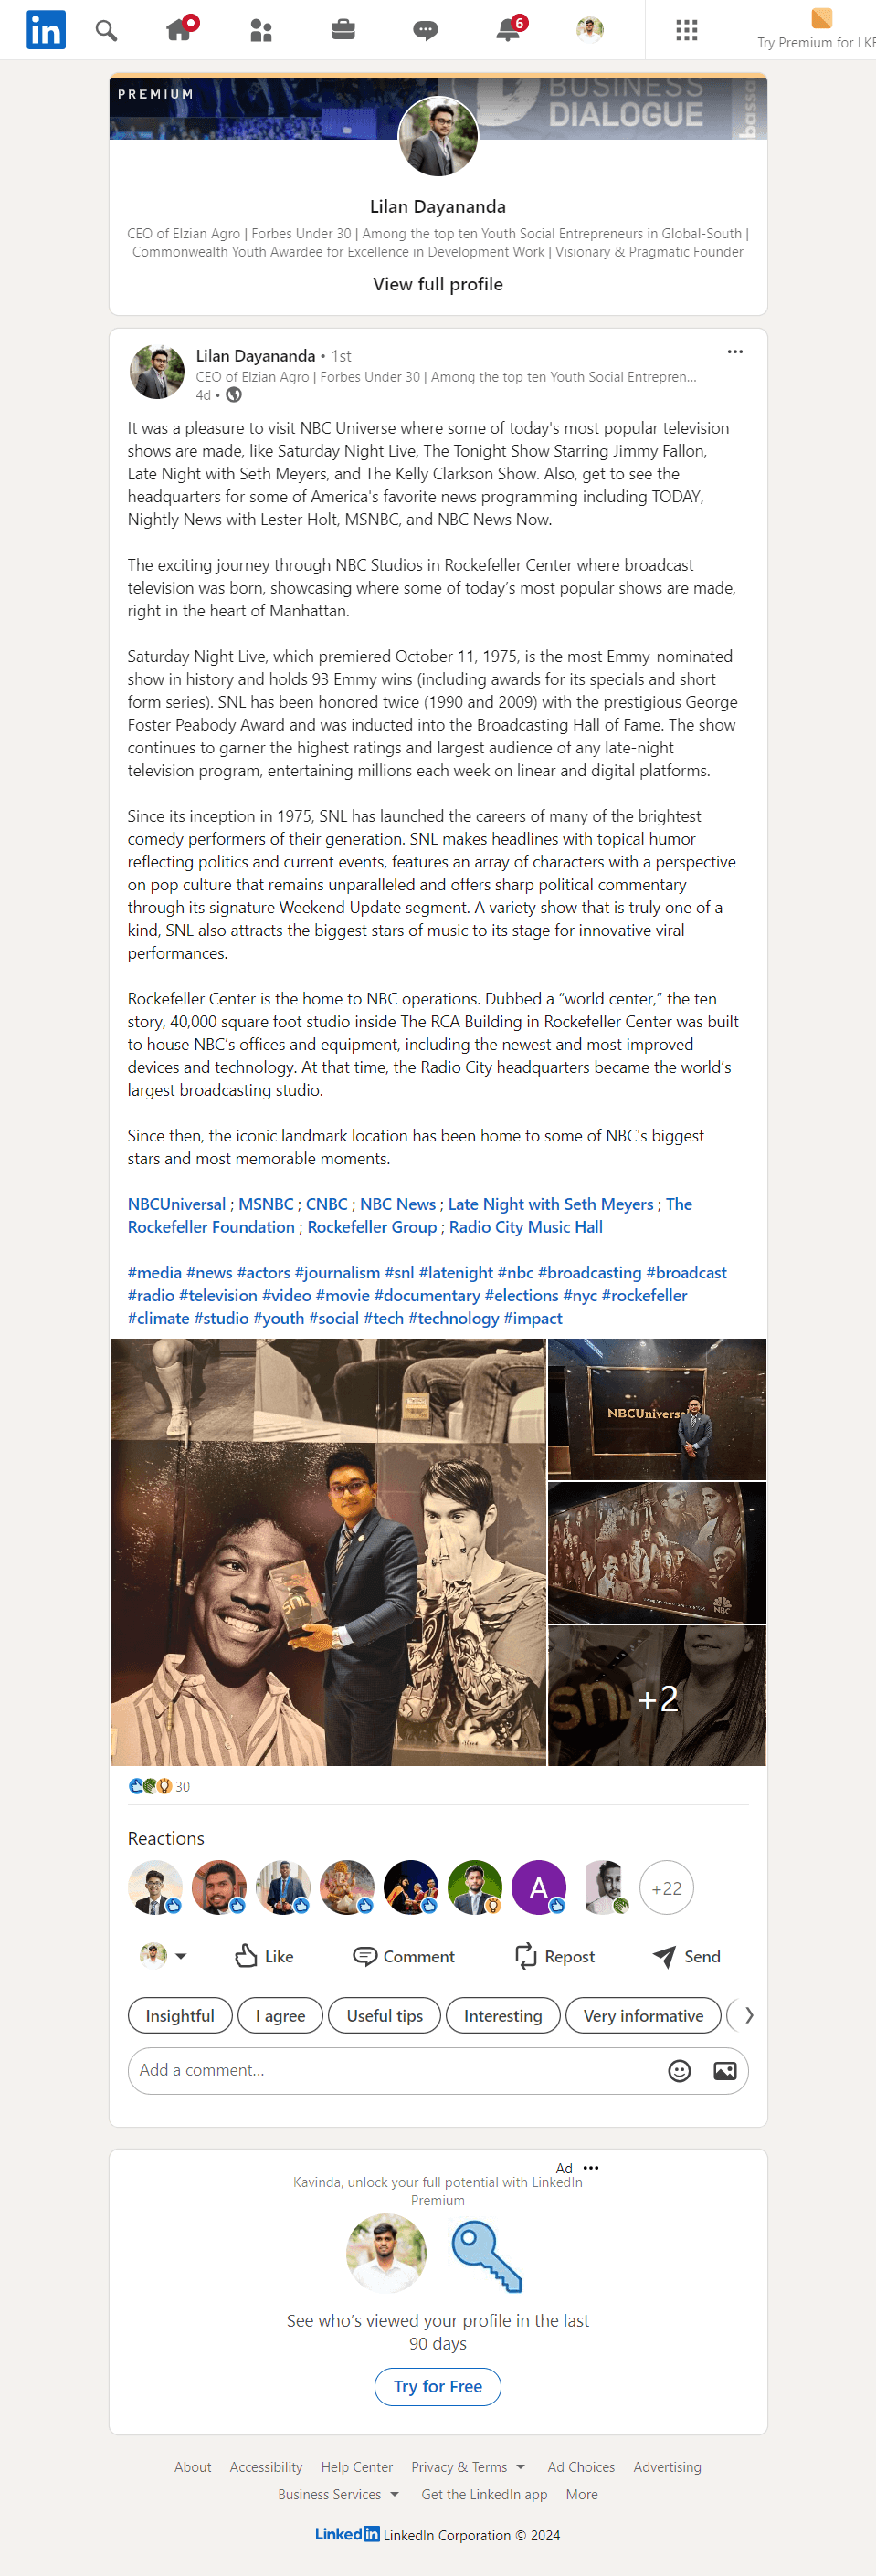 in
6
Try Premium for LKR
PREMIUM
BUSINESS
DIALOGUE
bassa
Lilan Dayananda
CEO of Elzian Agro | Forbes Under 30 | Among the top ten Youth Social Entrepreneurs in Global-South |
Commonwealth Youth Awardee for Excellence in Development Work | Visionary & Pragmatic Founder
View full profile
Lilan Dayananda • 1st
CEO of Elzian Agro | Forbes Under 30 | Among the top ten Youth Social Entrepren...
4d •
It was a pleasure to visit NBC Universe where some of today's most popular television
shows are made, like Saturday Night Live, The Tonight Show Starring Jimmy Fallon,
Late Night with Seth Meyers, and The Kelly Clarkson Show. Also, get to see the
headquarters for some of America's favorite news programming including TODAY,
Nightly News with Lester Holt, MSNBC, and NBC News Now.
The exciting journey through NBC Studios in Rockefeller Center where broadcast
television was born, showcasing where some of today’s most popular shows are made,
right in the heart of Manhattan.
Saturday Night Live, which premiered October 11, 1975, is the most Emmy-nominated
show in history and holds 93 Emmy wins (including awards for its specials and short
form series). SNL has been honored twice (1990 and 2009) with the prestigious George
Foster Peabody Award and was inducted into the Broadcasting Hall of Fame. The show
continues to garner the highest ratings and largest audience of any late-night
television program, entertaining millions each week on linear and digital platforms.
Since its inception in 1975, SNL has launched the careers of many of the brightest
comedy performers of their generation. SNL makes headlines with topical humor
reflecting politics and current events, features an array of characters with a perspective
on pop culture that remains unparalleled and offers sharp political commentary
through its signature Weekend Update segment. A variety show that is truly one of a
kind, SNL also attracts the biggest stars of music to its stage for innovative viral
performances.
Rockefeller Center is the home to NBC operations. Dubbed a “world center,” the ten
story, 40,000 square foot studio inside The RCA Building in Rockefeller Center was built
to house NBC’s offices and equipment, including the newest and most improved
devices and technology. At that time, the Radio City headquarters became the world’s
largest broadcasting studio.
Since then, the iconic landmark location has been home to some of NBC's biggest
stars and most memorable moments.
NBCUniversal ; MSNBC ; CNBC ; NBC News ; Late Night with Seth Meyers ; The
Rockefeller Foundation ; Rockefeller Group ; Radio City Music Hall
#media #news #actors #journalism #snl #latenight #nbc #broadcasting #broadcast
#radio #television #video #movie #documentary #elections #nyc #rockefeller
#climate #studio #youth #social #tech #technology #impact
NBCUniversal
snl
NBC
snl
+2
30
Reactions
A
+22
Like
Comment
Repost
Send
Insightful
I agree
Useful tips
Interesting
Very informative
Add a comment...
Ad
Kavinda, unlock your full potential with LinkedIn
Premium
See who’s viewed your profile in the last
90 days
Try for Free
About Accessibility Help Center Privacy & Terms Ad Choices Advertising
Business Services Get the LinkedIn app More
Linked in LinkedIn Corporation © 2024